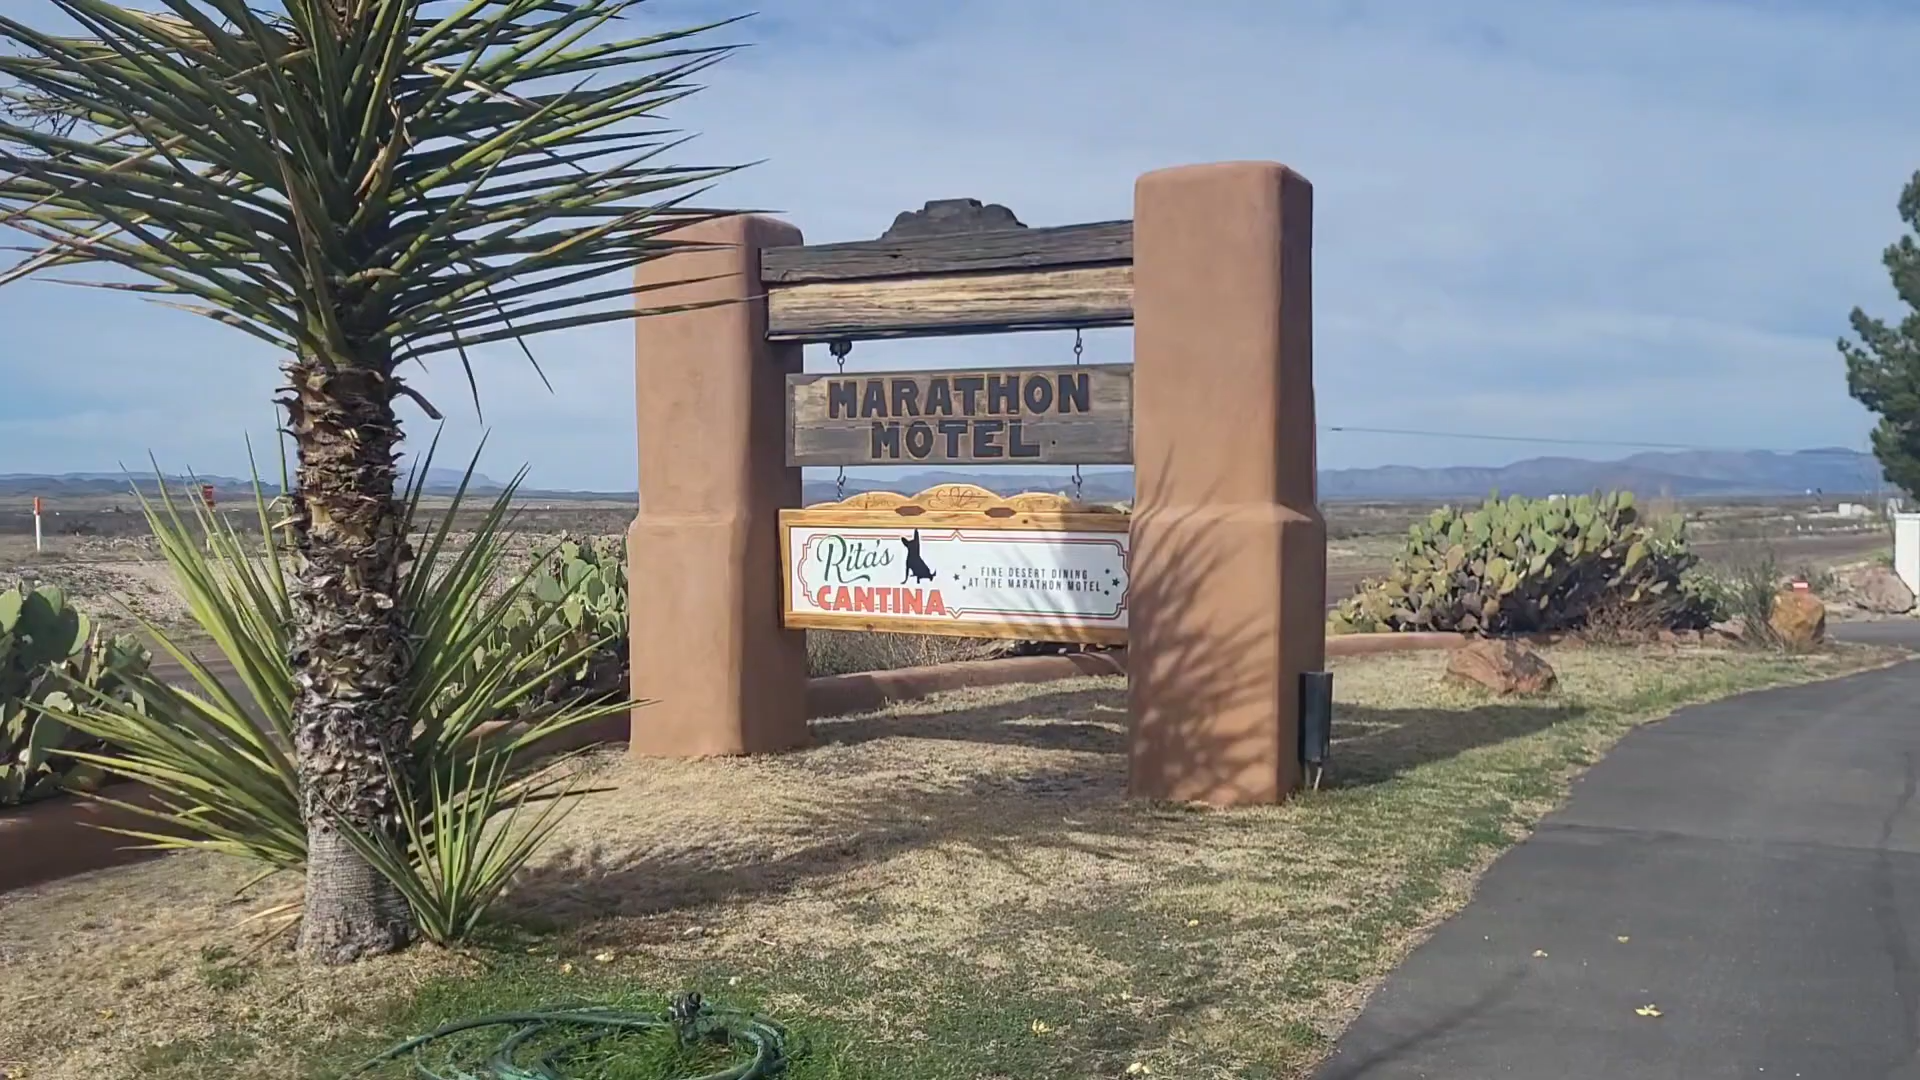 MARATHON
MOTEL
Rita's
CANTINA
FINE DESERT DINING
AT THE MARATHON MOTEL